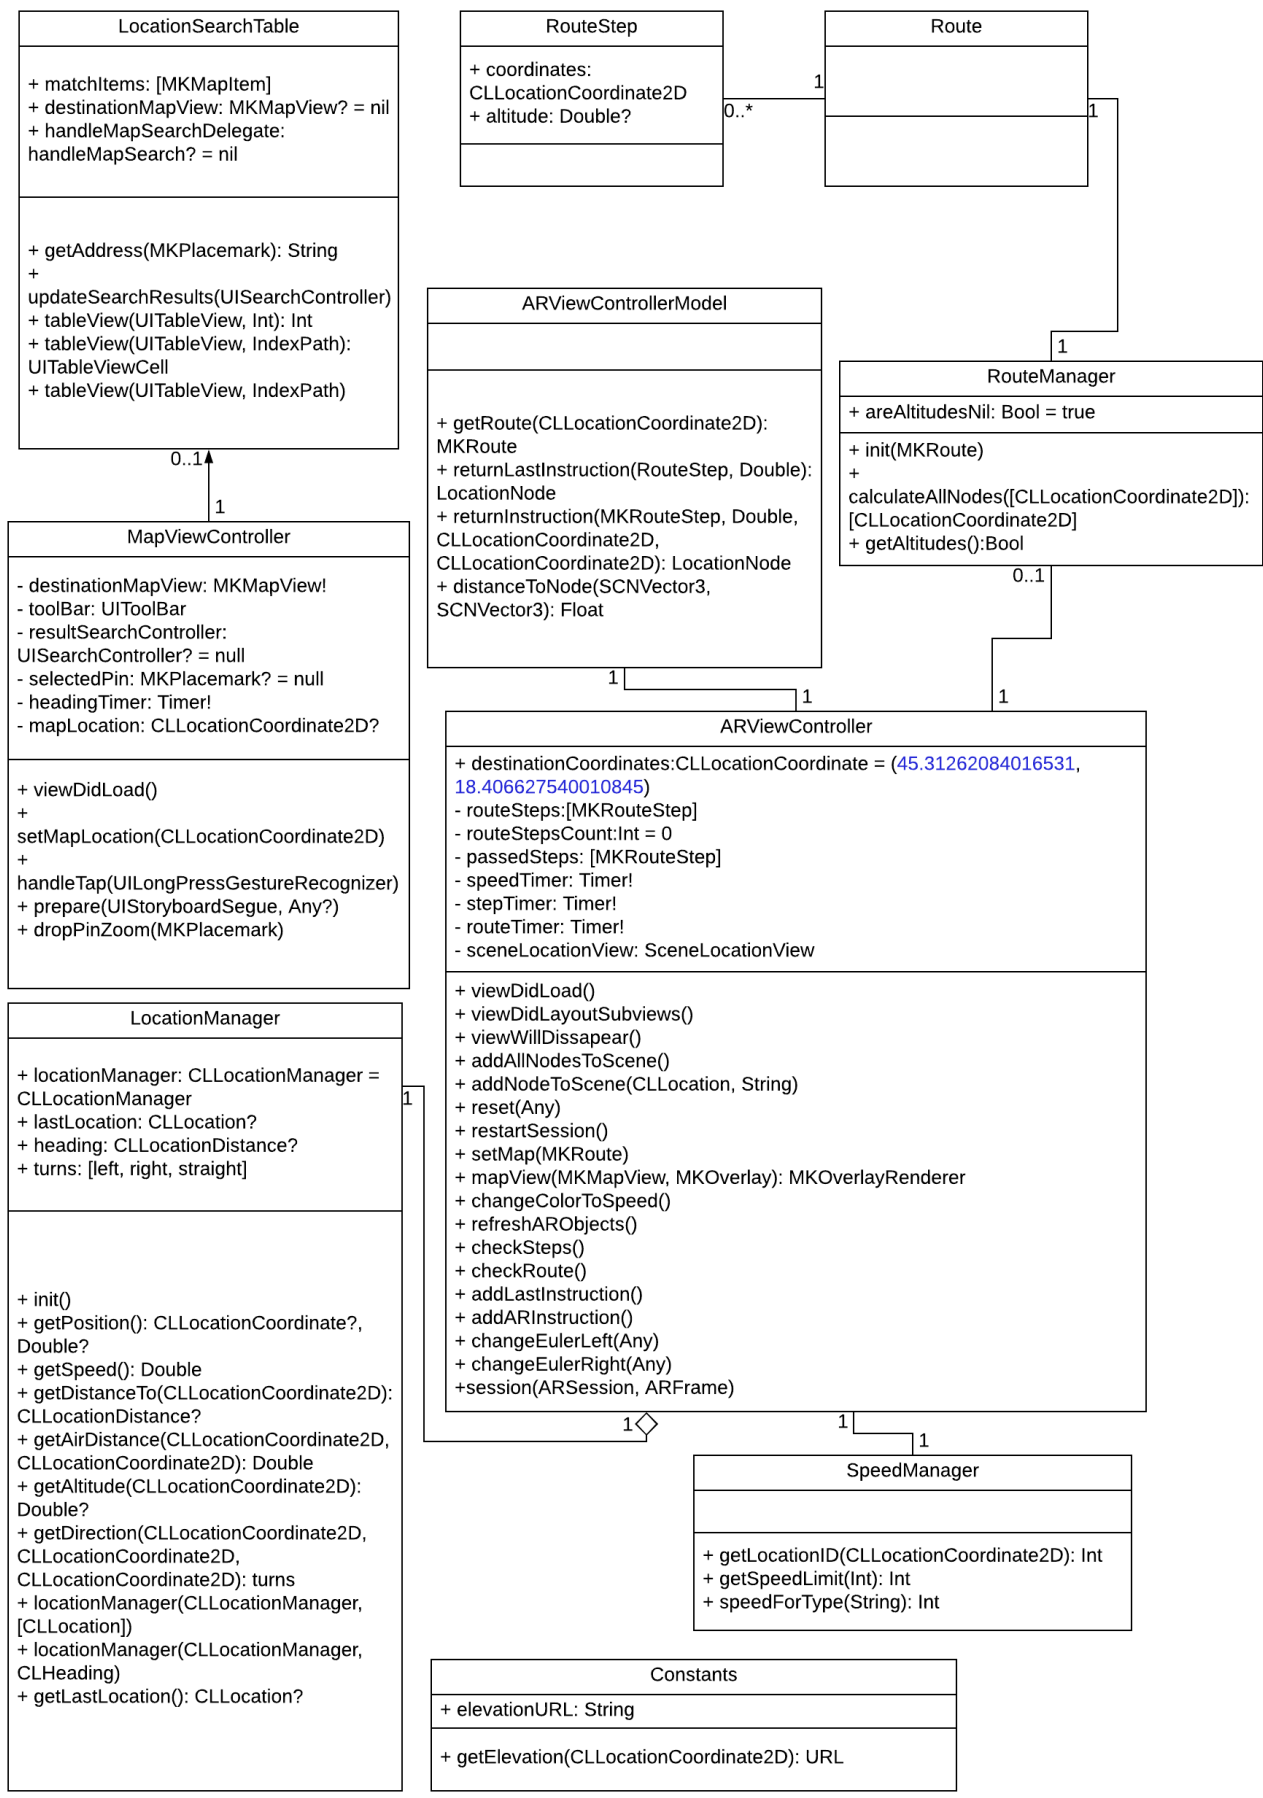 LocationSearchTable
+ matchItems: [MKMapItem]
+ destinationMapView: MKMapView? = nil
+ handleMapSearchDelegate:
handleMapSearch? = nil
+ getAddress(MKPlacemark): String
+
updateSearchResults(UISearchController)
+ tableView(UITableView, Int): Int
+ tableView(UITableView, IndexPath):
UITableViewCell
+ tableView(UITableView, IndexPath)
0..1
1
RouteStep
+ coordinates:
CLLocationCoordinate2D
+ altitude: Double?
0..*
1
Route
1
1
ARViewControllerModel
+ getRoute(CLLocationCoordinate2D):
MKRoute
+ returnLastInstruction(RouteStep, Double):
LocationNode
+ returnInstruction(MKRouteStep, Double,
CLLocationCoordinate2D,
CLLocationCoordinate2D): LocationNode
+ distanceToNode(SCNVector3,
SCNVector3): Float
1
1
RouteManager
+ areAltitudesNil: Bool = true
+ init(MKRoute)
+
calculateAllNodes([CLLocationCoordinate2D]):
[CLLocationCoordinate2D]
+ getAltitudes():Bool
0..1
1
MapViewController
- destinationMapView: MKMapView!
- toolBar: UIToolBar
- resultSearchController:
UISearchController? = null
- selectedPin: MKPlacemark? = null
- headingTimer: Timer!
- mapLocation: CLLocationCoordinate2D?
+ viewDidLoad()
+
setMapLocation(CLLocationCoordinate2D)
+
handleTap(UILongPressGestureRecognizer)
+ prepare(UIStoryboardSegue, Any?)
+ dropPinZoom(MKPlacemark)
ARViewController
+ destinationCoordinates:CLLocationCoordinate = (45.31262084016531,
18.406627540010845)
- routeSteps:[MKRouteStep]
- routeStepsCount:Int = 0
- passedSteps: [MKRouteStep]
- speedTimer: Timer!
- stepTimer: Timer!
- routeTimer: Timer!
- sceneLocationView: SceneLocationView
+ viewDidLoad()
+ viewDidLayoutSubviews()
+ viewWillDissapear()
+ addAllNodesToScene()
+ addNodeToScene(CLLocation, String)
+ reset(Any)
+ restartSession()
+ setMap(MKRoute)
+ mapView(MKMapView, MKOverlay): MKOverlayRenderer
+ changeColorToSpeed()
+ refreshARObjects()
+ checkSteps()
+ checkRoute()
+ addLastInstruction()
+ addARInstruction()
+ changeEulerLeft(Any)
+ changeEulerRight(Any)
+session(ARSession, ARFrame)
1
1
1
LocationManager
+ locationManager: CLLocationManager =
CLLocationManager
+ lastLocation: CLLocation?
+ heading: CLLocationDistance?
+ turns: [left, right, straight]
+ init()
+ getPosition(): CLLocationCoordinate?,
Double?
+ getSpeed(): Double
+ getDistanceTo(CLLocationCoordinate2D):
CLLocationDistance?
+ getAirDistance(CLLocationCoordinate2D,
CLLocationCoordinate2D): Double
+ getAltitude(CLLocationCoordinate2D):
Double?
+ getDirection(CLLocationCoordinate2D,
CLLocationCoordinate2D,
CLLocationCoordinate2D): turns
+ locationManager(CLLocationManager,
[CLLocation])
+ locationManager(CLLocationManager,
CLHeading)
+ getLastLocation(): CLLocation?
1
SpeedManager
+ getLocationID(CLLocationCoordinate2D): Int
+ getSpeedLimit(Int): Int
+ speedForType(String): Int
Constants
+ elevationURL: String
+ getElevation(CLLocationCoordinate2D): URL